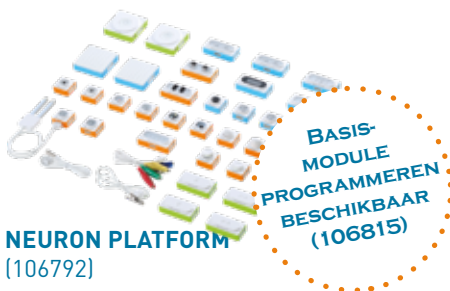 BASIS-
MODULE
PROGRAMMEREN
BESCHIKBAAR
(106815)
NEURON PLATFORM
(106792)